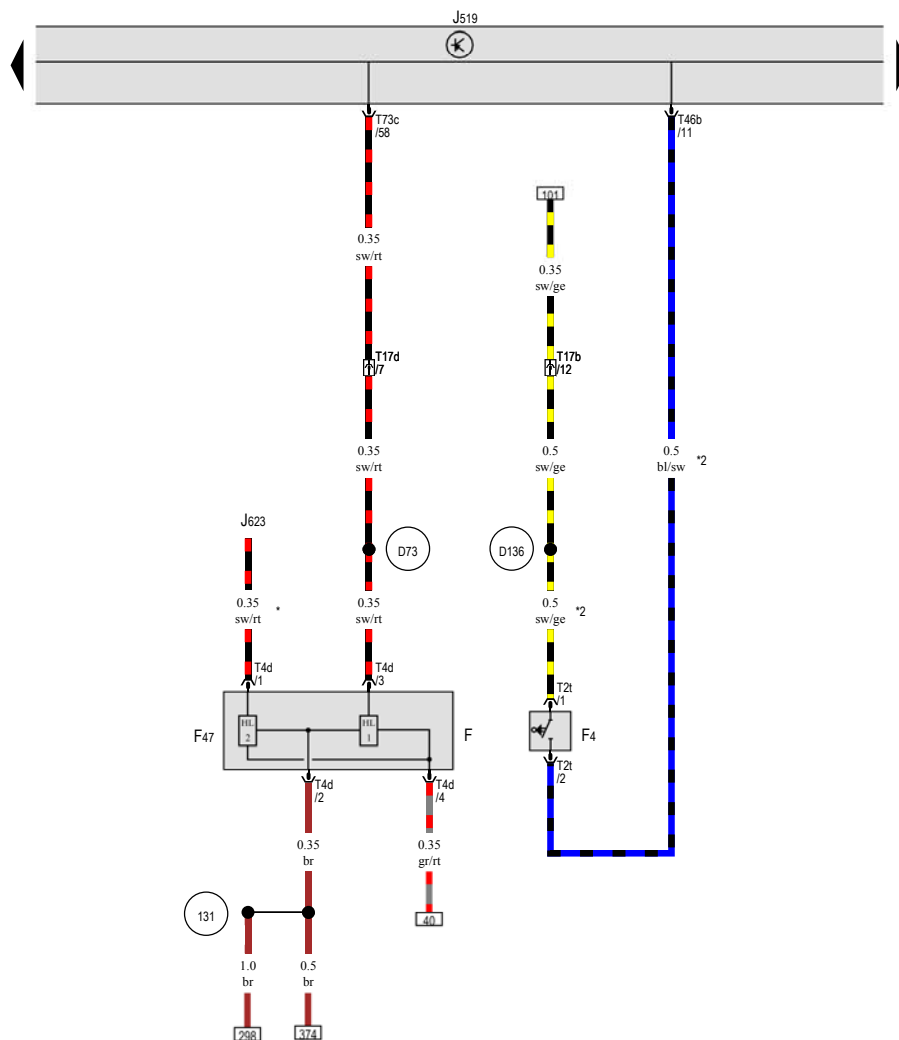 J519
T73c
/58
T46b
/11
101
0.35
sw/rt
0.35
sw/ge
T17d
/7
T17b
/12
0.35
sw/rt
0.5
sw/ge
0.5
bl/sw
*2
J623
D73
D136
0.35
sw/rt
*
0.35
sw/rt
0.5
sw/ge
*2
T4d
/1
T4d
/3
T2t
/1
F47
HL
2
HL
1
F
F4
T4d
/2
T4d
/4
T2t
/2
0.35
br
0.35
gr/rt
131
40
1.0
br
0.5
br
298
374